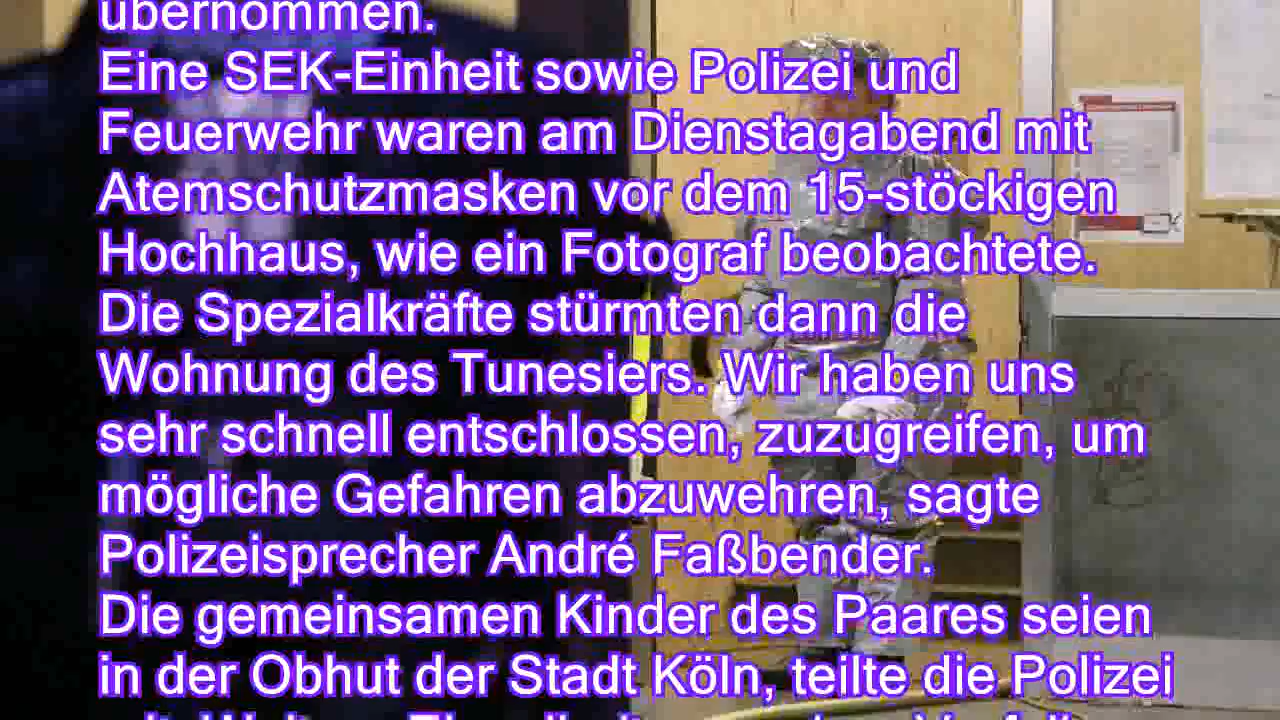 übernommen.
Eine SEK-Einheit sowie Polizei und
Feuerwehr waren am Dienstagabend mit
Atemschutzmasken vor dem 15-stöckigen
Hochhaus, wie ein Fotograf beobachtete.
Die Spezialkräfte stürmten dann die
Wohnung des Tunesiers. Wir haben uns
sehr schnell entschlossen, zuzugreifen, um
mögliche Gefahren abzuwehren, sagte
Polizeisprecher André Faßbender.
Die gemeinsamen Kinder des Paares seien
in der Obhut der Stadt Köln, teilte die Polizei